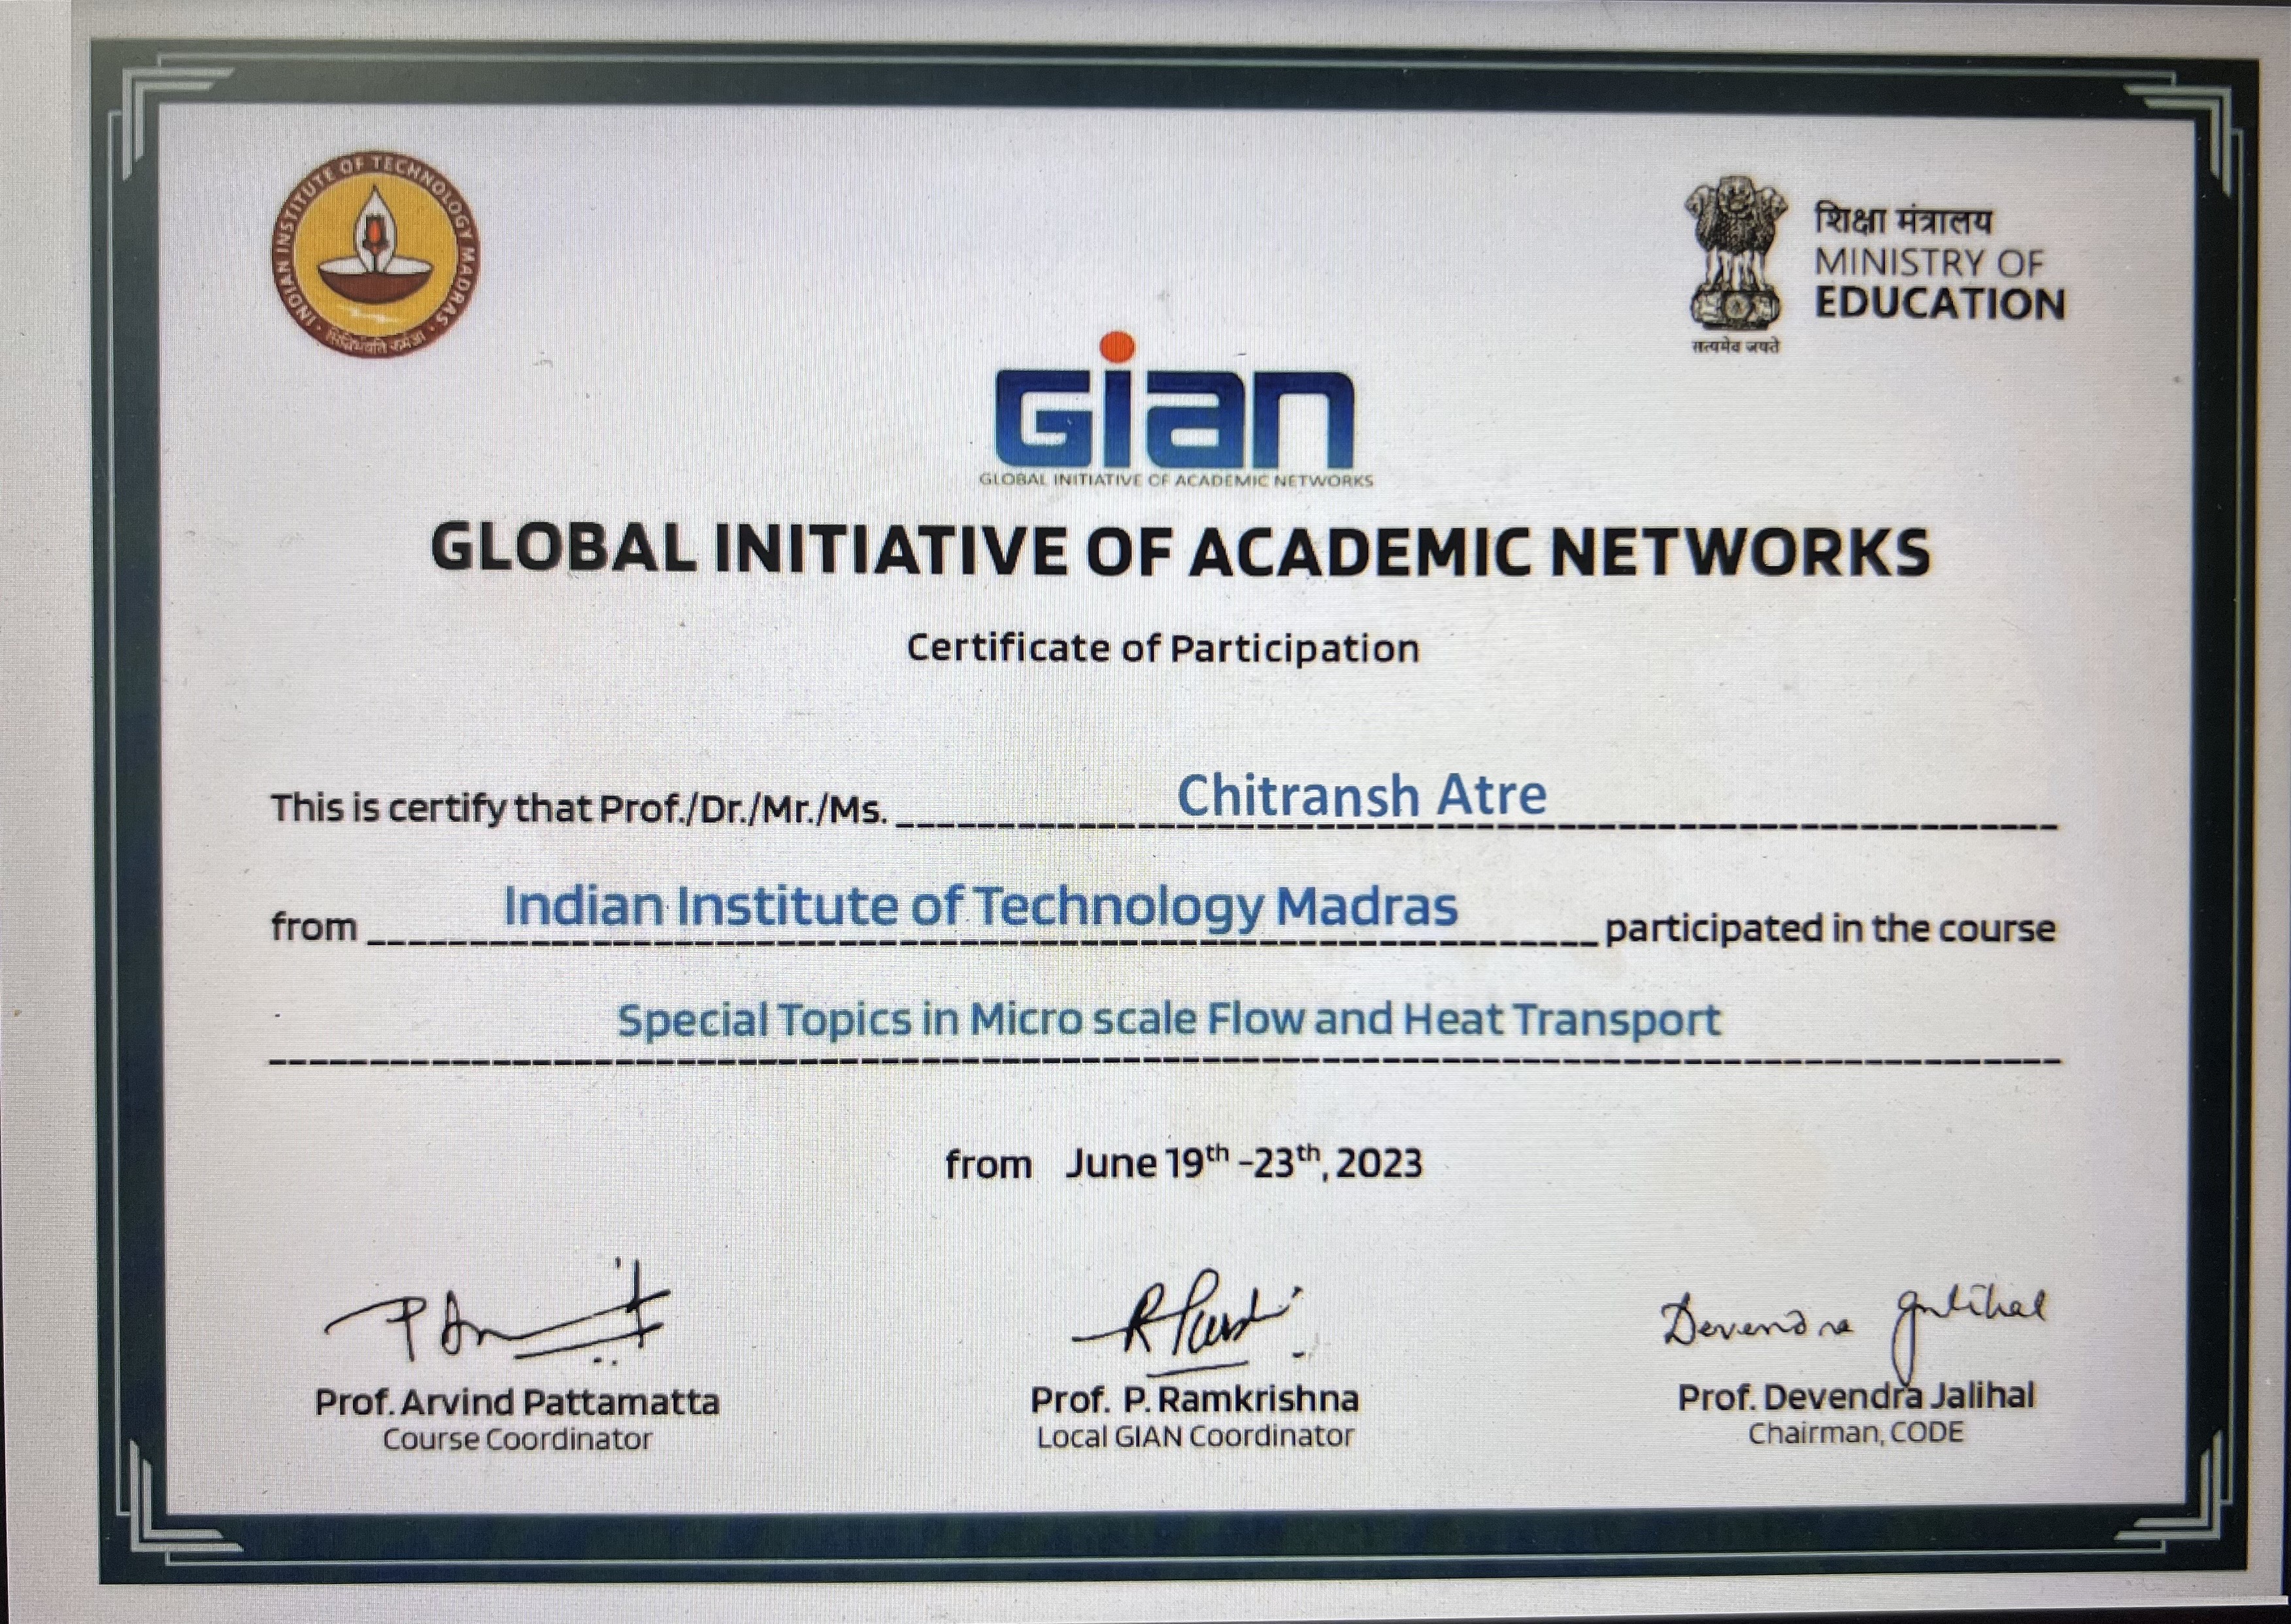 INDIAN INSTITUTE OF TECHNOLOGY MADRAS
सिद्धिर्भवति कर्मजा
शिक्षा मंत्रालय
MINISTRY OF
EDUCATION
सत्यमेव जयते
Gian
GLOBAL INITIATIVE OF ACADEMIC NETWORKS
GLOBAL INITIATIVE OF ACADEMIC NETWORKS
Certificate of Participation
This is certify that Prof./Dr./Mr./Ms. Chitransh Atre
from Indian Institute of Technology Madras participated in the course
Special Topics in Micro scale Flow and Heat Transport
from June 19th -23th, 2023
Devendra Jalihal
Prof. Arvind Pattamatta Prof. P. Ramkrishna Prof. Devendra Jalihal
Course Coordinator Local GIAN Coordinator Chairman, CODE